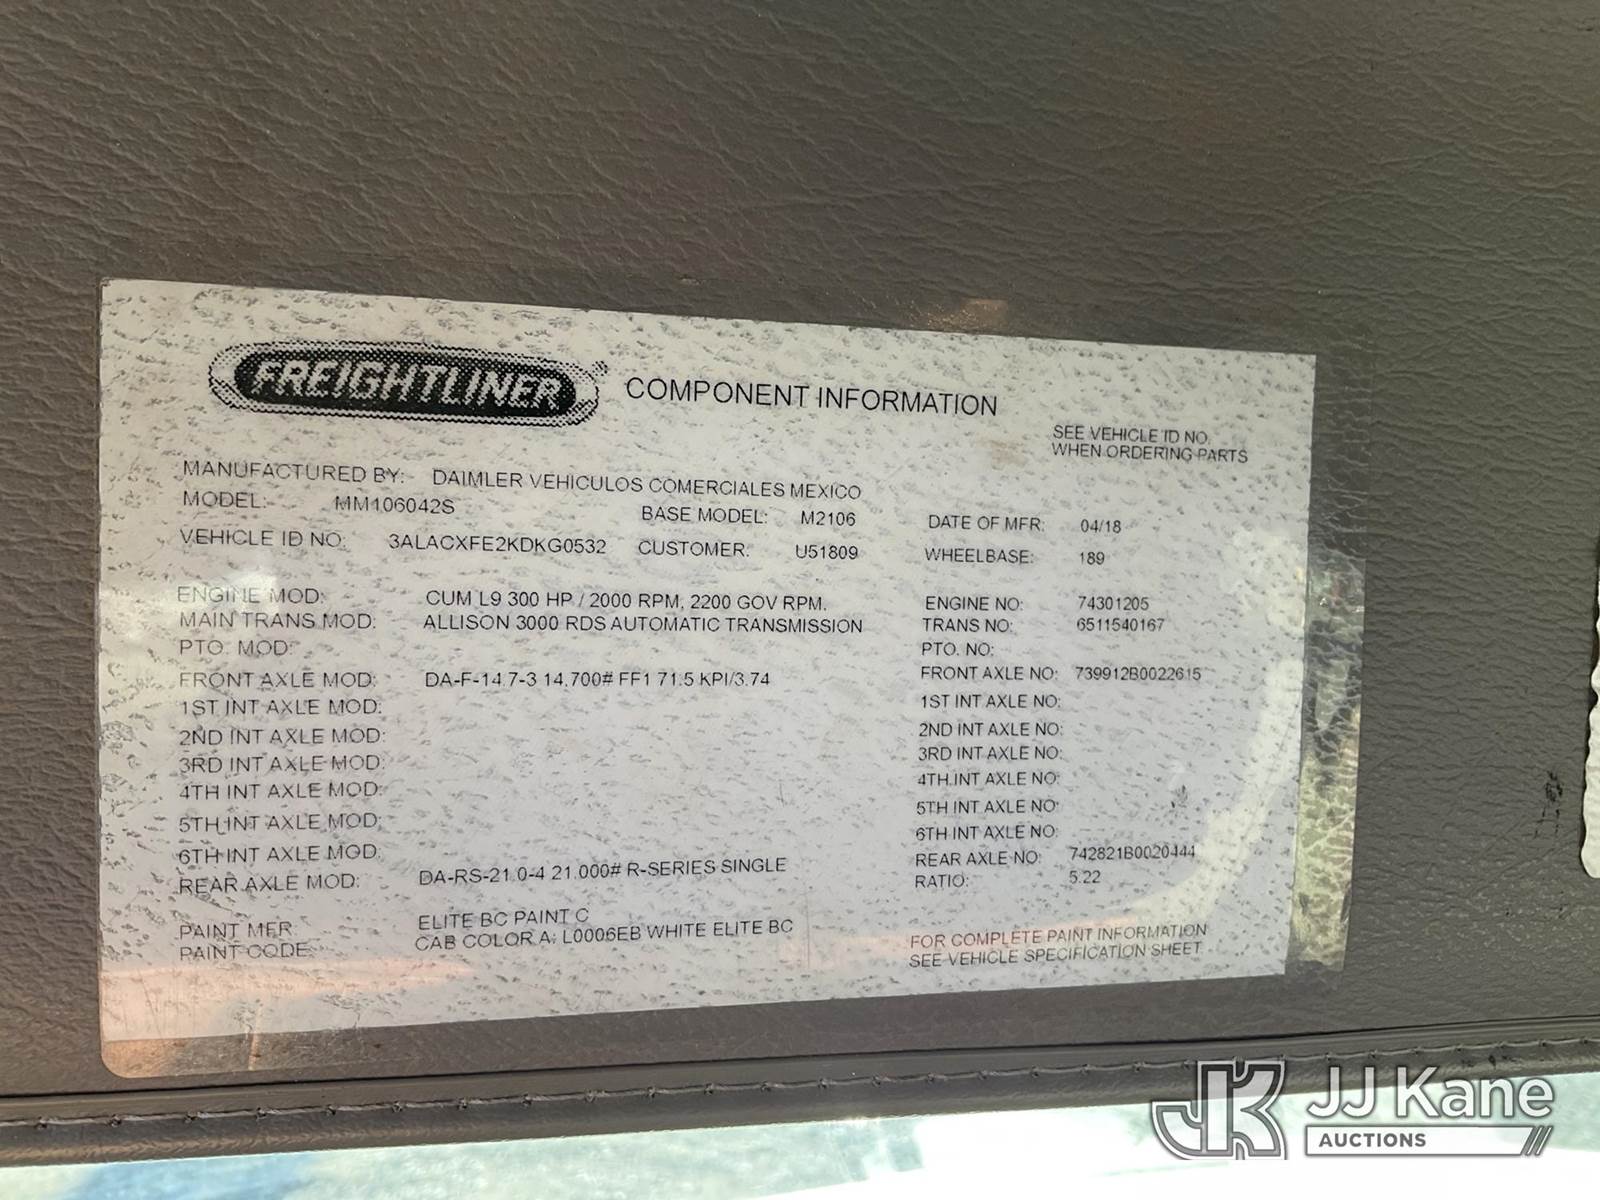 FREIGHTLINER® COMPONENT INFORMATION
SEE VEHICLE ID NO.
WHEN ORDERING PARTS
MANUFACTURED BY: DAIMLER VEHICULOS COMERCIALES MEXICO
MODEL: MM106042S BASE MODEL: M2106 DATE OF MFR: 04/18
VEHICLE ID NO: 3ALACXFE2KDKG0532 CUSTOMER: U51809 WHEELBASE: 189
ENGINE MOD: CUM L9 300 HP / 2000 RPM, 2200 GOV RPM. ENGINE NO: 74301205
MAIN TRANS MOD: ALLISON 3000 RDS AUTOMATIC TRANSMISSION TRANS NO: 6511540167
PTO. MOD: PTO. NO:
FRONT AXLE MOD: DA-F-14.7-3 14.700# FF1 71.5 KPI/3.74 FRONT AXLE NO: 739912B0022615
1ST INT AXLE MOD: 1ST INT AXLE NO:
2ND INT AXLE MOD: 2ND INT AXLE NO:
3RD INT AXLE MOD: 3RD INT AXLE NO:
4TH INT AXLE MOD: 4TH INT AXLE NO:
5TH INT AXLE MOD: 5TH INT AXLE NO:
6TH INT AXLE MOD: 6TH INT AXLE NO:
REAR AXLE MOD: DA-RS-21.0-4 21.000# R-SERIES SINGLE REAR AXLE NO: 742821B0020444
RATIO: 5.22
PAINT MFR: ELITE BC PAINT C
PAINT CODE: CAB COLOR A: L0006EB WHITE ELITE BC
FOR COMPLETE PAINT INFORMATION
SEE VEHICLE SPECIFICATION SHEET
JK JJ Kane
AUCTIONS